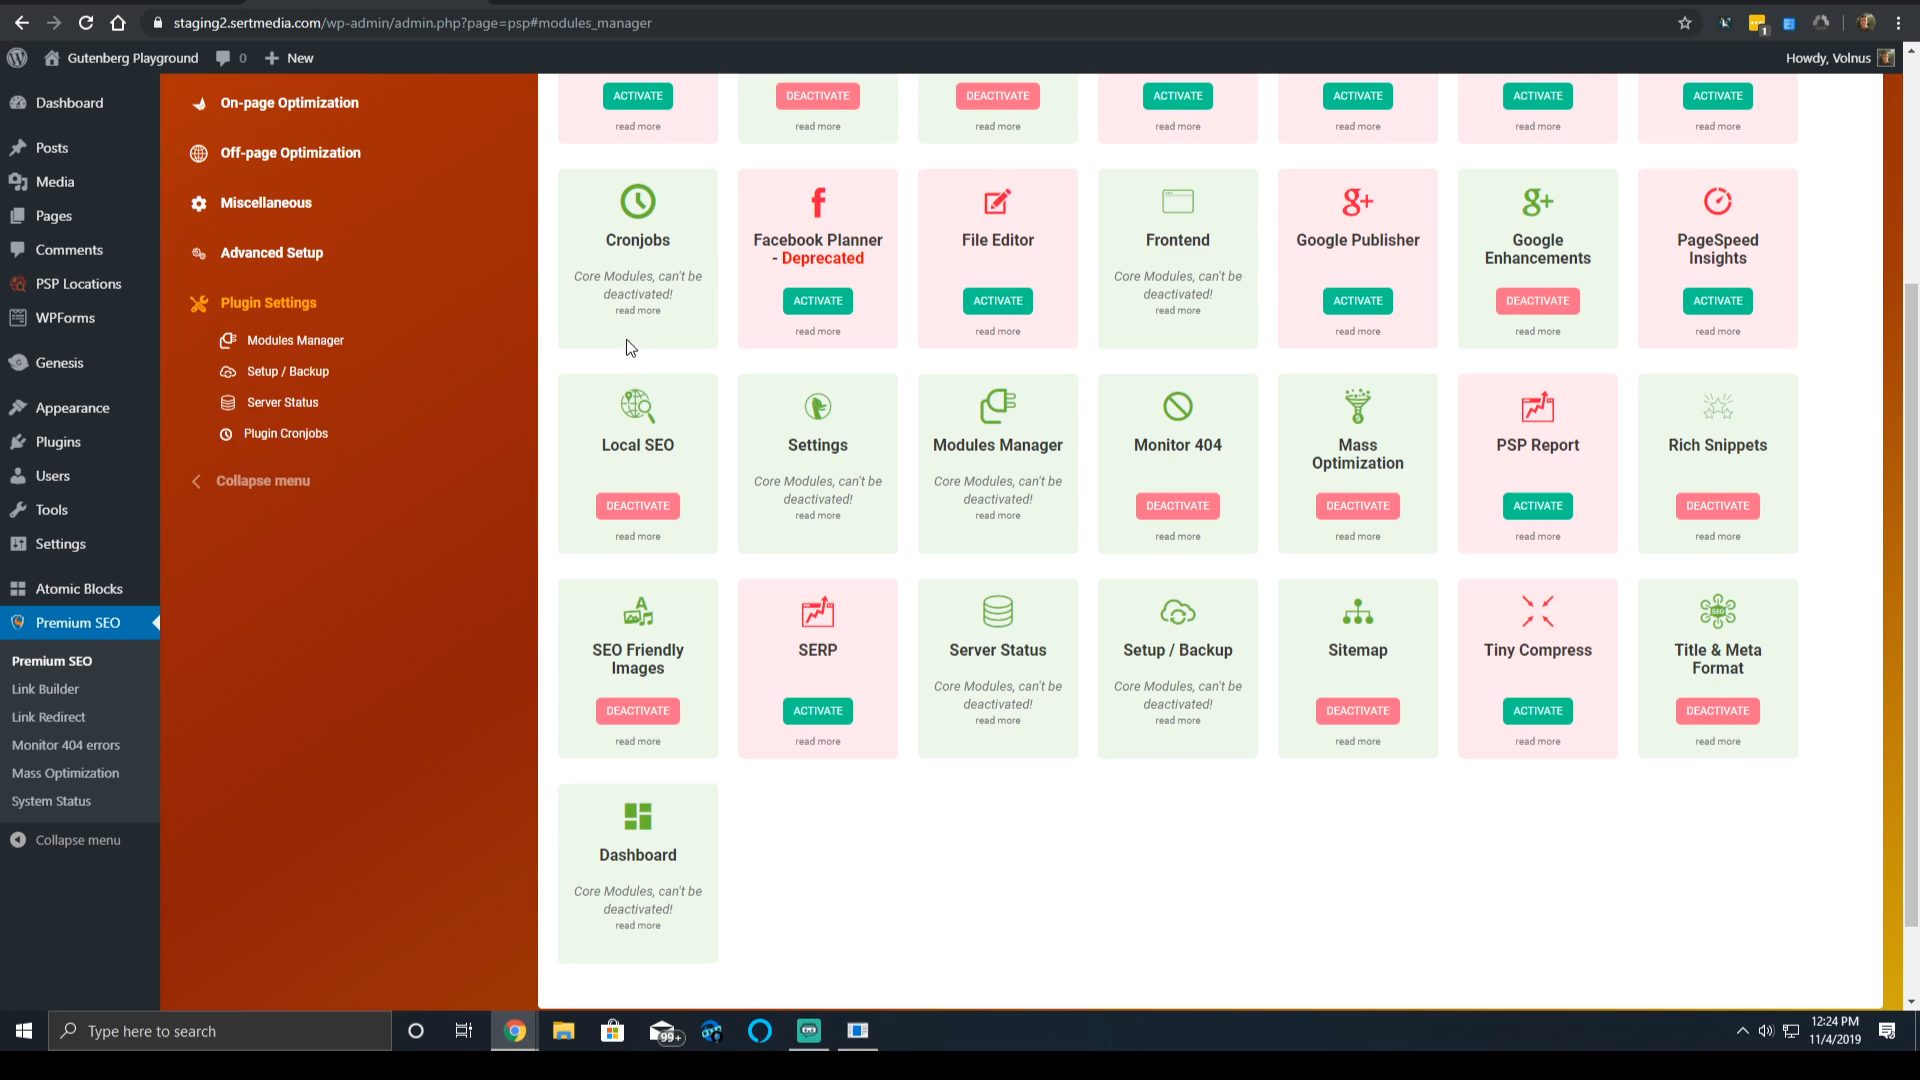 staging2.sertmedia.com/wp-admin/admin.php?page=psp#modules_manager
1
Gutenberg Playground
0
New
Howdy, Volnus
Dashboard
Posts
Media
Pages
Comments
PSP Locations
WPForms
Genesis
Appearance
Plugins
Users
Tools
Settings
Atomic Blocks
Premium SEO
Premium SEO
Link Builder
Link Redirect
Monitor 404 errors
Mass Optimization
System Status
Collapse menu
On-page Optimization
Off-page Optimization
Miscellaneous
Advanced Setup
Plugin Settings
Modules Manager
Setup / Backup
Server Status
Plugin Cronjobs
Collapse menu
ACTIVATE
read more
DEACTIVATE
read more
DEACTIVATE
read more
ACTIVATE
read more
ACTIVATE
read more
ACTIVATE
read more
ACTIVATE
read more
Cronjobs
Core Modules, can't be
deactivated!
read more
Facebook Planner
- Deprecated
ACTIVATE
read more
File Editor
ACTIVATE
read more
Frontend
Core Modules, can't be
deactivated!
read more
g+
Google Publisher
ACTIVATE
read more
g+
Google
Enhancements
DEACTIVATE
read more
PageSpeed
Insights
ACTIVATE
read more
Local SEO
DEACTIVATE
read more
Settings
Core Modules, can't be
deactivated!
read more
Modules Manager
Core Modules, can't be
deactivated!
read more
Monitor 404
DEACTIVATE
read more
Mass
Optimization
DEACTIVATE
read more
PSP Report
ACTIVATE
read more
Rich Snippets
DEACTIVATE
read more
SEO Friendly
Images
DEACTIVATE
read more
SERP
ACTIVATE
read more
Server Status
Core Modules, can't be
deactivated!
read more
Setup / Backup
Core Modules, can't be
deactivated!
read more
Sitemap
DEACTIVATE
read more
Tiny Compress
ACTIVATE
read more
SEO
Title & Meta
Format
DEACTIVATE
read more
Dashboard
Core Modules, can't be
deactivated!
read more
Type here to search
99+
12:24 PM
11/4/2019